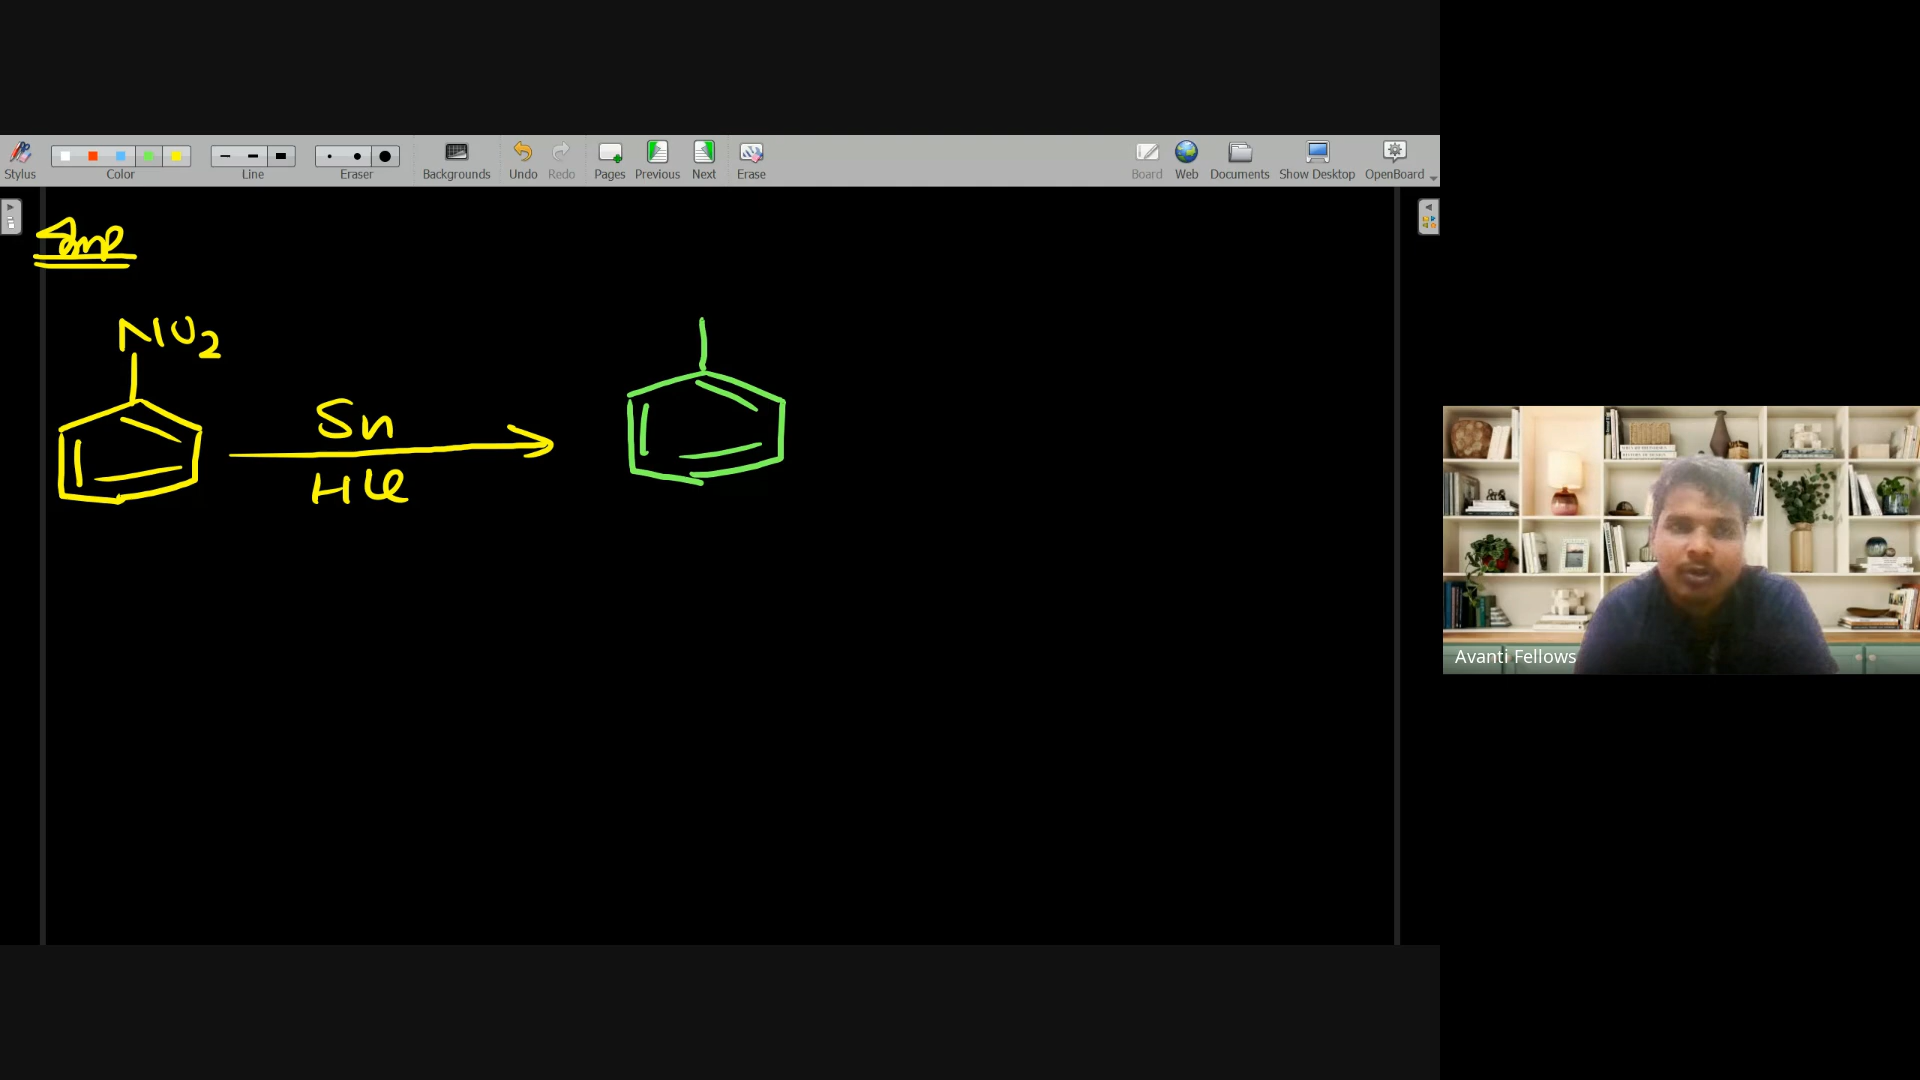 Stylus Color Line Eraser Backgrounds Undo Redo Pages Previous Next Erase Board Web Documents Show Desktop OpenBoard
Imp
NO2
Sn
HCl
Avanti Fellows